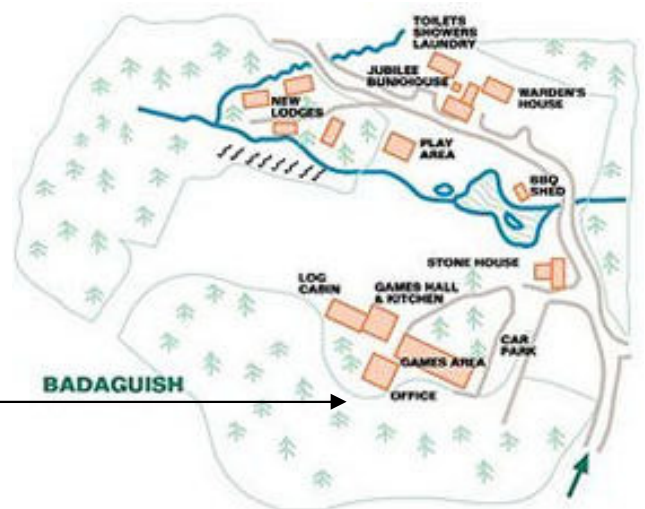 TOILETS
SHOWERS
LAUNDRY
JUBILEE
BUNKHOUSE
WARDEN'S
HOUSE
NEW
LODGES
PLAY
AREA
BBQ
SHED
STONE HOUSE
LOG
CABIN
GAMES HALL
& KITCHEN
CAR
PARK
GAMES AREA
BADAGUISH
OFFICE